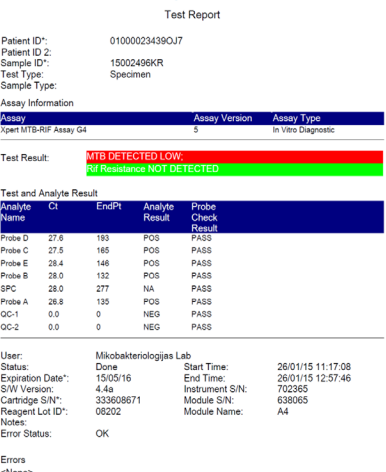 Test Report
Patient ID*: 01000023439OJ7
Patient ID 2:
Sample ID*: 15002496KR
Test Type: Specimen
Sample Type:
Assay Information
Assay Assay Version Assay Type
Xpert MTB-RIF Assay G4 5 In Vitro Diagnostic
Test Result: MTB DETECTED LOW;
Rif Resistance NOT DETECTED
Test and Analyte Result
Analyte Name Ct EndPt Analyte Result Probe Check Result
Probe D 27.6 193 POS PASS
Probe C 27.5 165 POS PASS
Probe E 28.4 146 POS PASS
Probe B 28.0 132 POS PASS
SPC 28.0 277 NA PASS
Probe A 26.8 135 POS PASS
QC-1 0.0 0 NEG PASS
QC-2 0.0 0 NEG PASS
User: Mikobakteriologijas Lab
Status: Done Start Time: 26/01/15 11:17:08
Expiration Date*: 15/05/16 End Time: 26/01/15 12:57:46
S/W Version: 4.4a Instrument S/N: 702365
Cartridge S/N*: 333608671 Module S/N: 638065
Reagent Lot ID*: 08202 Module Name: A4
Notes:
Error Status: OK
Errors
<None>